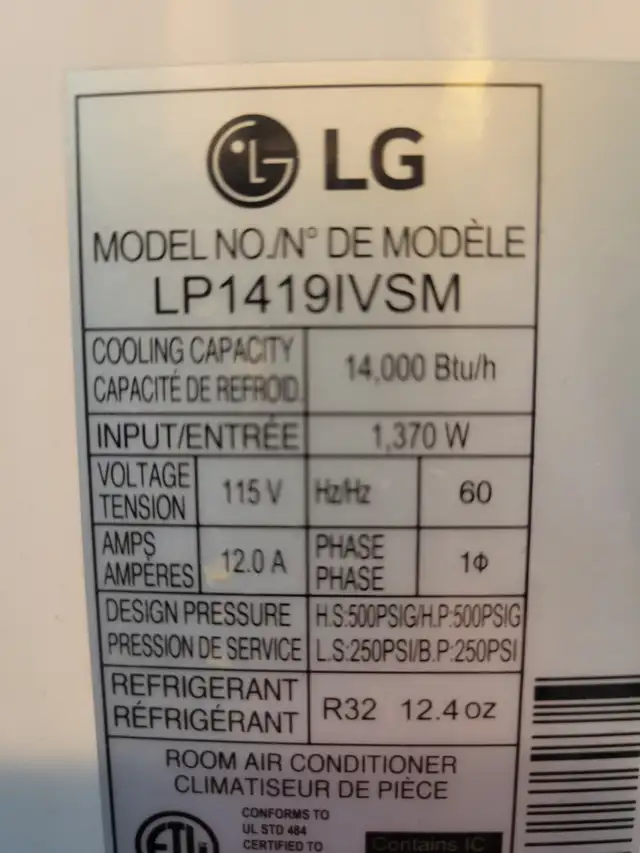 LG
MODEL NO./N° DE MODÈLE
LP1419IVSM
COOLING CAPACITY
CAPACITÉ DE REFROID.
14,000 Btu/h
INPUT/ENTRÉE
1,370 W
VOLTAGE
TENSION
115 V
Hz/Hz
60
AMPS
AMPÈRES
12.0 A
PHASE
PHASE
1Φ
DESIGN PRESSURE
PRESSION DE SERVICE
H.S:500PSIG/H.P:500PSIG
L.S:250PSI/B.P:250PSI
REFRIGERANT
RÉFRIGÉRANT
R32 12.4 oz
ROOM AIR CONDITIONER
CLIMATISEUR DE PIÈCE
ETL
CONFORMS TO
UL STD 484
CERTIFIED TO
Contains IC